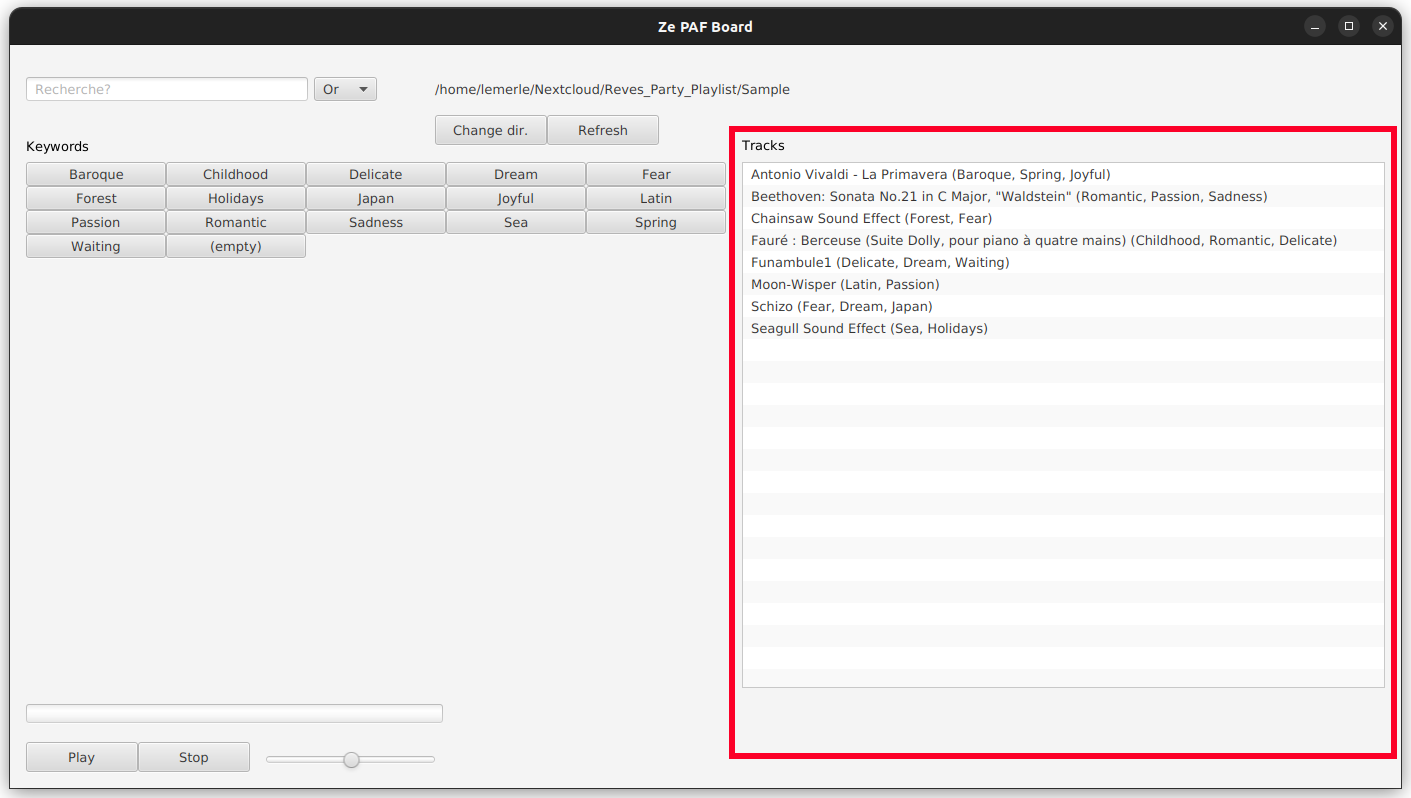 Ze PAF Board
Recherche?
Or
/home/lemerle/Nextcloud/Reves_Party_Playlist/Sample
Change dir.
Refresh
Keywords
Baroque Childhood Delicate Dream Fear
Forest Holidays Japan Joyful Latin
Passion Romantic Sadness Sea Spring
Waiting (empty)
Tracks
Antonio Vivaldi - La Primavera (Baroque, Spring, Joyful)
Beethoven: Sonata No.21 in C Major, "Waldstein" (Romantic, Passion, Sadness)
Chainsaw Sound Effect (Forest, Fear)
Fauré : Berceuse (Suite Dolly, pour piano à quatre mains) (Childhood, Romantic, Delicate)
Funambule1 (Delicate, Dream, Waiting)
Moon-Wisper (Latin, Passion)
Schizo (Fear, Dream, Japan)
Seagull Sound Effect (Sea, Holidays)
Play
Stop